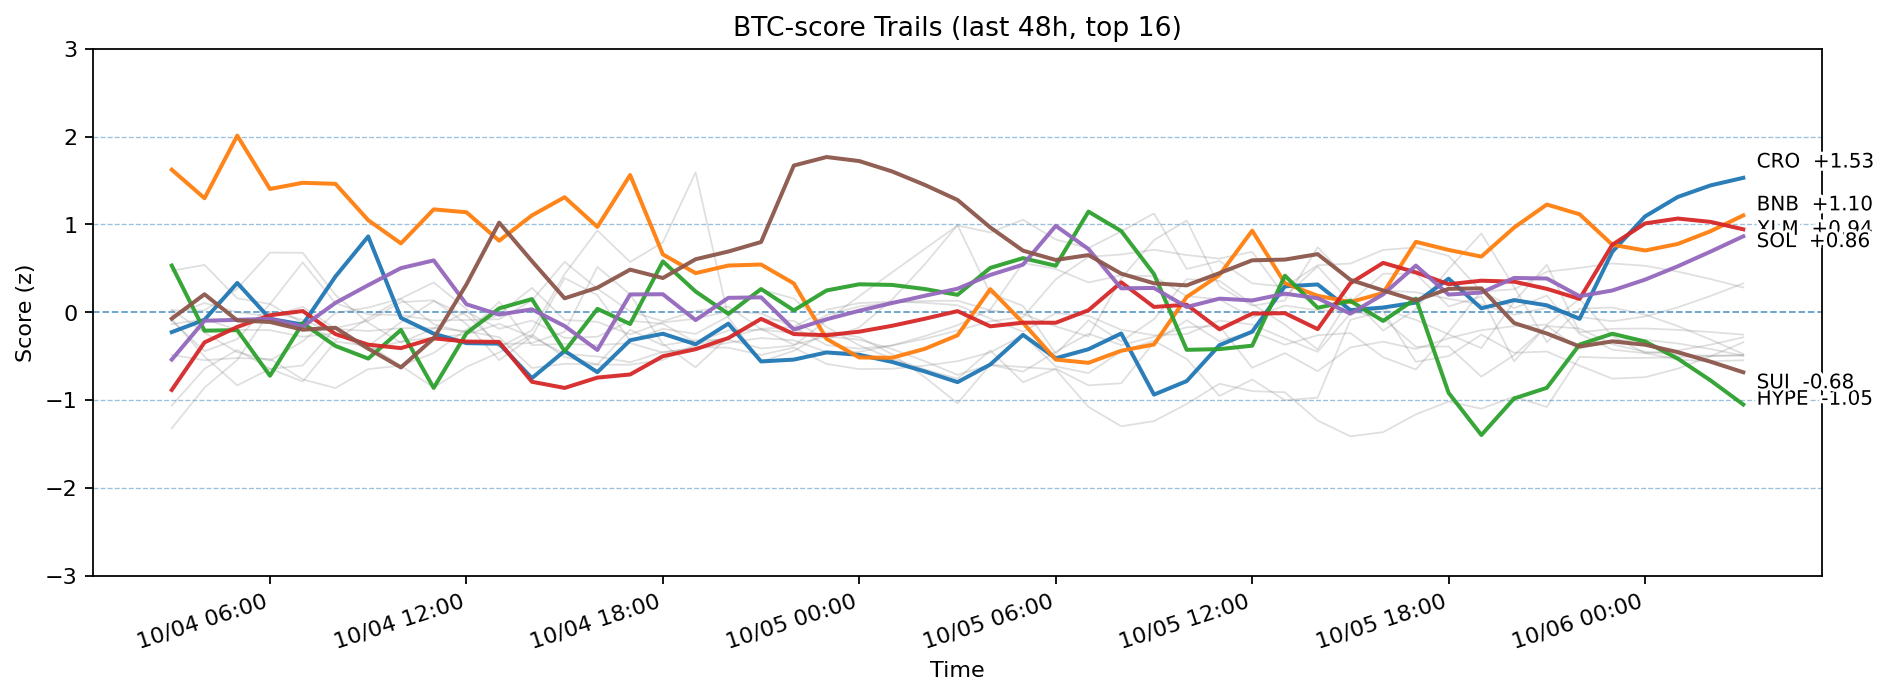 BTC-score Trails (last 48h, top 16)
3
2
1
0
−1
−2
−3
Score (z)
CRO +1.53
BNB +1.10
XLM +0.94
SOL +0.86
SUI -0.68
HYPE -1.05
10/04 06:00
10/04 12:00
10/04 18:00
10/05 00:00
10/05 06:00
10/05 12:00
10/05 18:00
10/06 00:00
Time